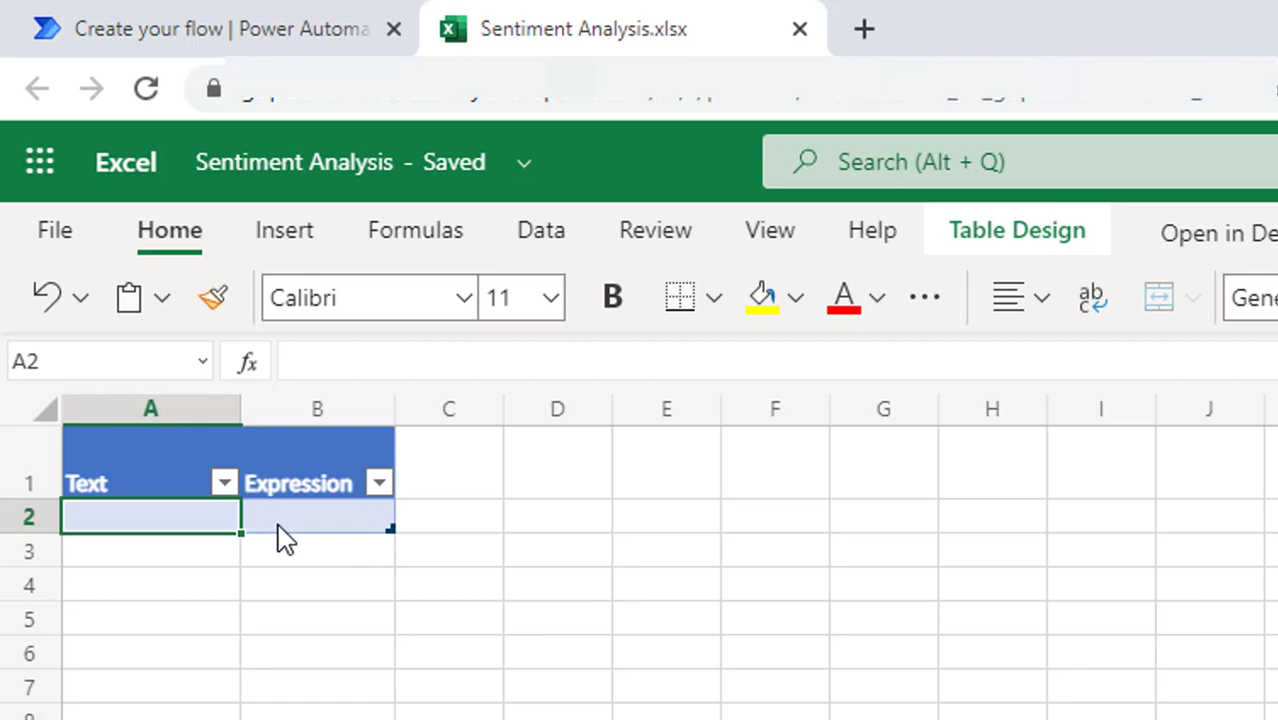 Create your flow | Power Automa
Sentiment Analysis.xlsx
Excel Sentiment Analysis - Saved Search (Alt + Q)
File Home Insert Formulas Data Review View Help Table Design Open in De
Calibri 11 B A ab c Gene
A2 fx
A B C D E F G H I J
1 Text Expression
2
3
4
5
6
7